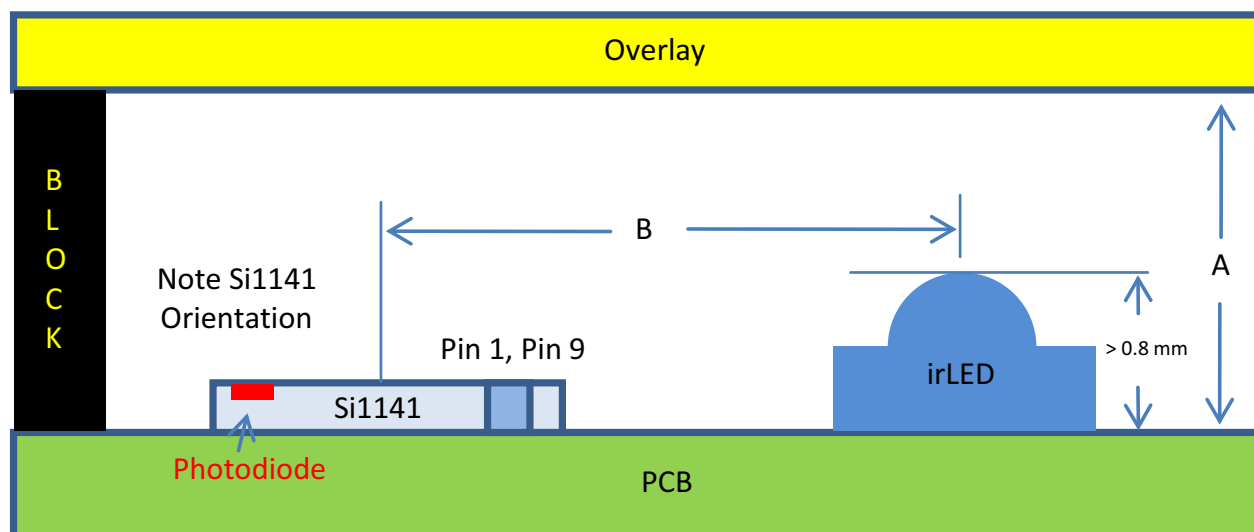 Overlay
B
L
O
C
K
B
A
Note Si1141
Orientation
Pin 1, Pin 9
> 0.8 mm
irLED
Si1141
Photodiode
PCB